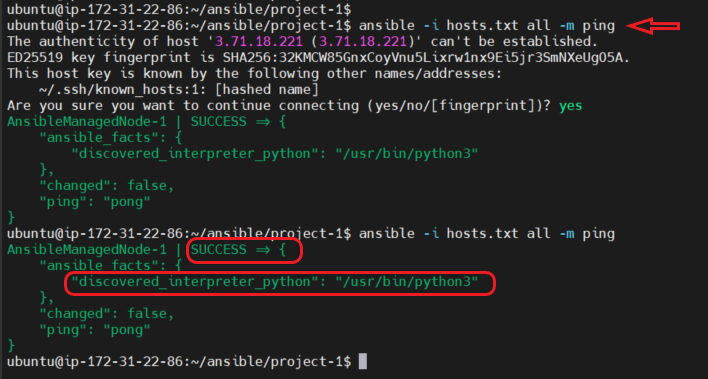 ubuntu@ip-172-31-22-86:~/ansible/project-1$
ubuntu@ip-172-31-22-86:~/ansible/project-1$ ansible -i hosts.txt all -m ping
The authenticity of host '3.71.18.221 (3.71.18.221)' can't be established.
ED25519 key fingerprint is SHA256:32KMCW85GnxCoyVnu5Lixrw1nx9Ei5jr3SmNXeUgO5A.
This host key is known by the following other names/addresses:
    ~/.ssh/known_hosts:1: [hashed name]
Are you sure you want to continue connecting (yes/no/[fingerprint])? yes
AnsibleManagedNode-1 | SUCCESS => {
    "ansible_facts": {
        "discovered_interpreter_python": "/usr/bin/python3"
    },
    "changed": false,
    "ping": "pong"
}
ubuntu@ip-172-31-22-86:~/ansible/project-1$ ansible -i hosts.txt all -m ping
AnsibleManagedNode-1 | SUCCESS => {
    "ansible_facts": {
        "discovered_interpreter_python": "/usr/bin/python3"
    },
    "changed": false,
    "ping": "pong"
}
ubuntu@ip-172-31-22-86:~/ansible/project-1$